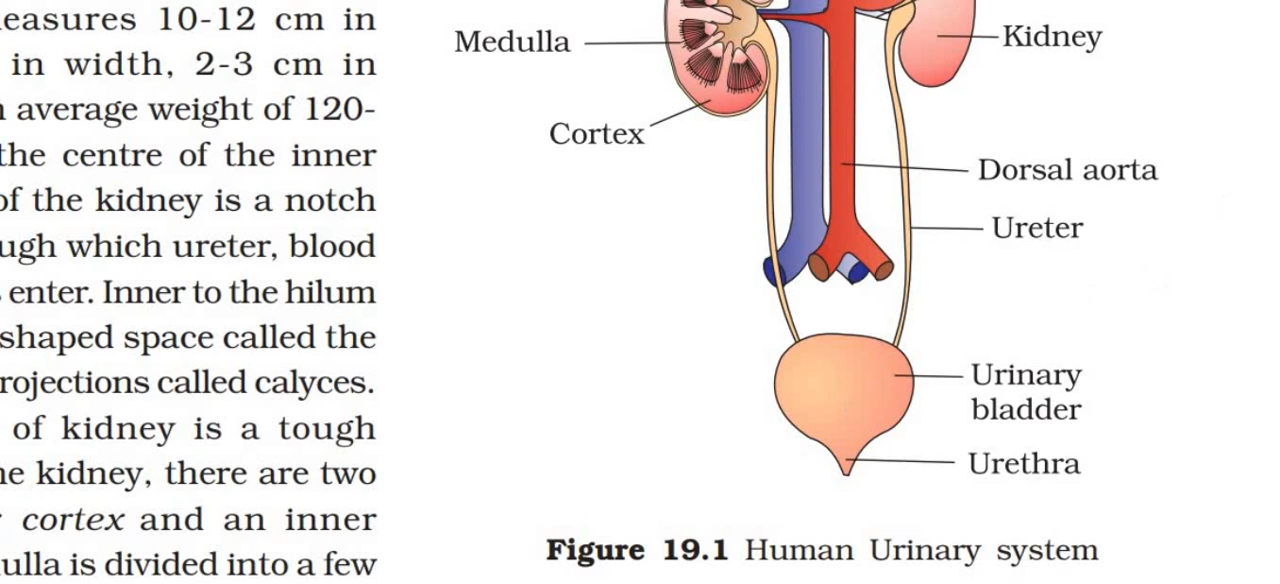 easures 10-12 cm in
in width, 2-3 cm in
average weight of 120-
the centre of the inner
of the kidney is a notch
ugh which ureter, blood
enter. Inner to the hilum
shaped space called the
rojections called calyces.
of kidney is a tough
kidney, there are two
cortex and an inner
ulla is divided into a few
Medulla
Cortex
Kidney
Dorsal aorta
Ureter
Urinary
bladder
Urethra
Figure 19.1 Human Urinary system